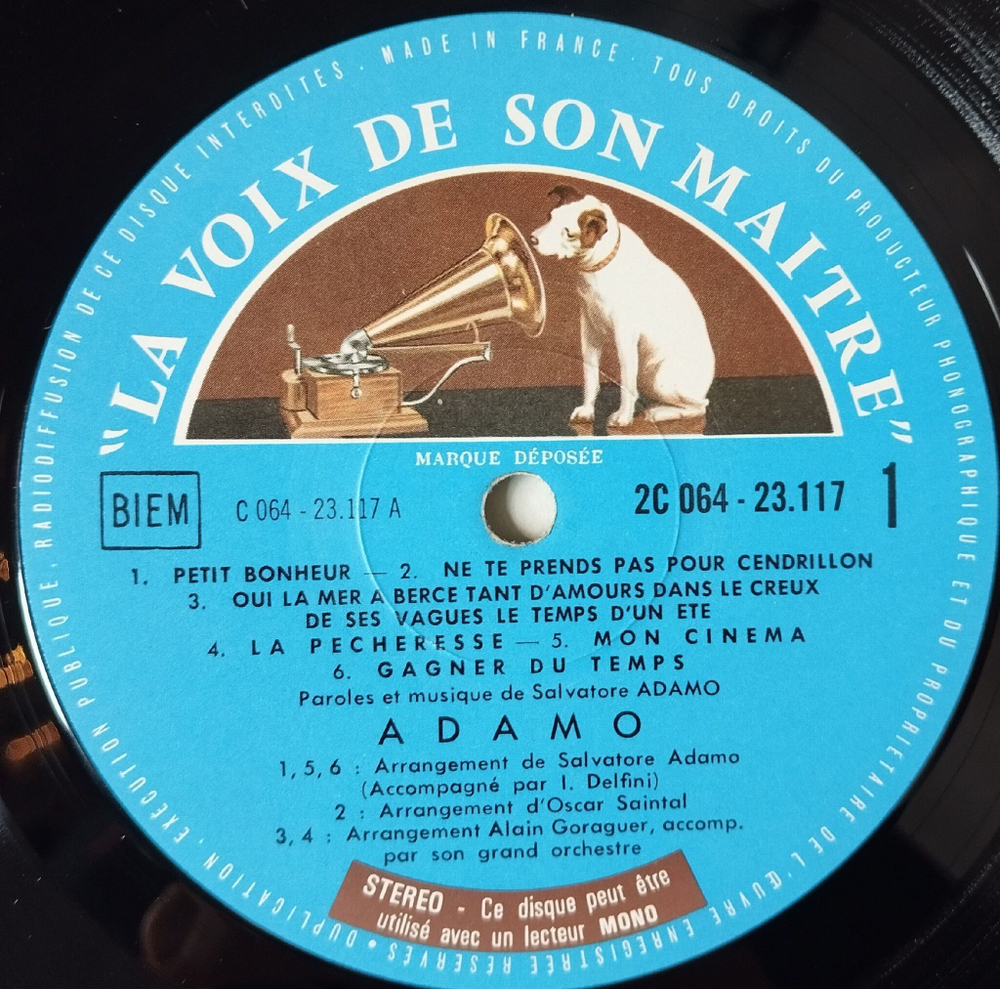 MADE IN FRANCE · TOUS DROITS DU PRODUCTEUR PHONOGRAPHIQUE ET DU PROPRIETAIRE DE L'ŒUVRE ENREGISTRÉE RÉSERVÉS • DUPLICATION, EXÉCUTION PUBLIQUE, RADIODIFFUSION DE CE DISQUE INTERDITES .
"LA VOIX DE SON MAITRE"
MARQUE DÉPOSÉE
BIEM
C 064 - 23.117 A
2C 064 - 23.117
1
1. PETIT BONHEUR — 2. NE TE PRENDS PAS POUR CENDRILLON
3. OUI LA MER A BERCE TANT D'AMOURS DANS LE CREUX
DE SES VAGUES LE TEMPS D'UN ETE
4. LA PECHERESSE — 5. MON CINEMA
6. GAGNER DU TEMPS
Paroles et musique de Salvatore ADAMO
ADAMO
1, 5, 6 : Arrangement de Salvatore Adamo
(Accompagné par I. Delfini)
2 : Arrangement d'Oscar Saintal
3, 4 : Arrangement Alain Goraguer, accomp.
par son grand orchestre
STEREO - Ce disque peut être
utilisé avec un lecteur MONO